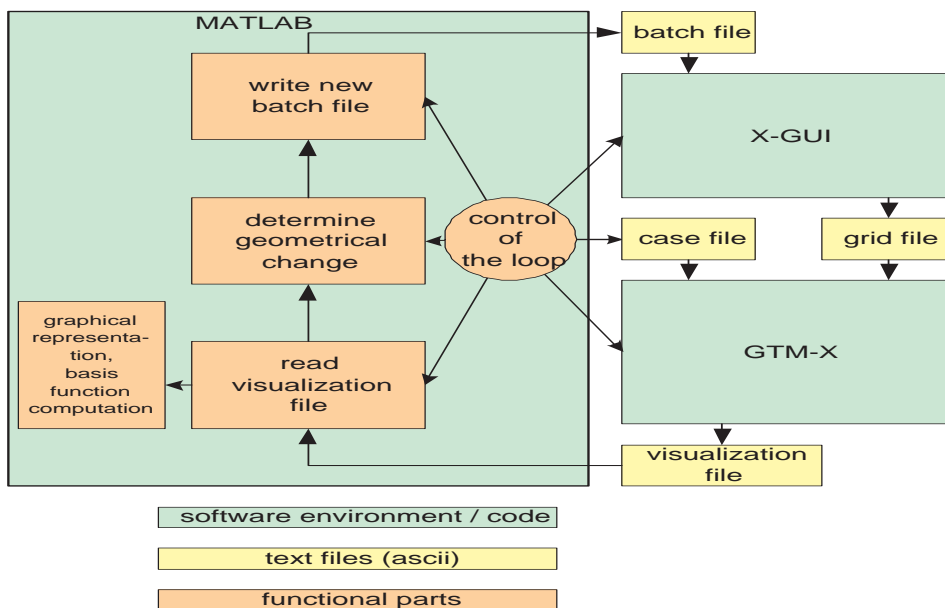 MATLAB
batch file
write new
batch file
X-GUI
determine
geometrical
change
control
of
the loop
case file
grid file
graphical
representa-
tion,
basis
function
computation
read
visualization
file
GTM-X
visualization
file
software environment / code
text files (ascii)
functional parts